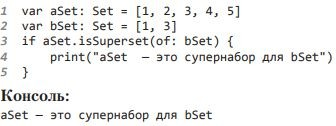 1 var aSet: Set = [1, 2, 3, 4, 5]
2 var bSet: Set = [1, 3]
3 if aSet.isSuperset(of: bSet) {
4 print("aSet – это супернабор для bSet")
5 }
Консоль:
aSet – это супернабор для bSet